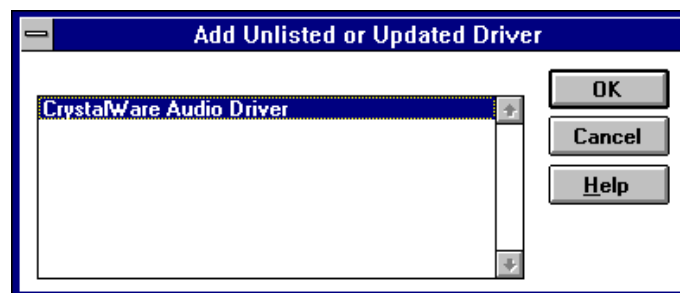 Add Unlisted or Updated Driver
CrystalWare Audio Driver
OK
Cancel
Help